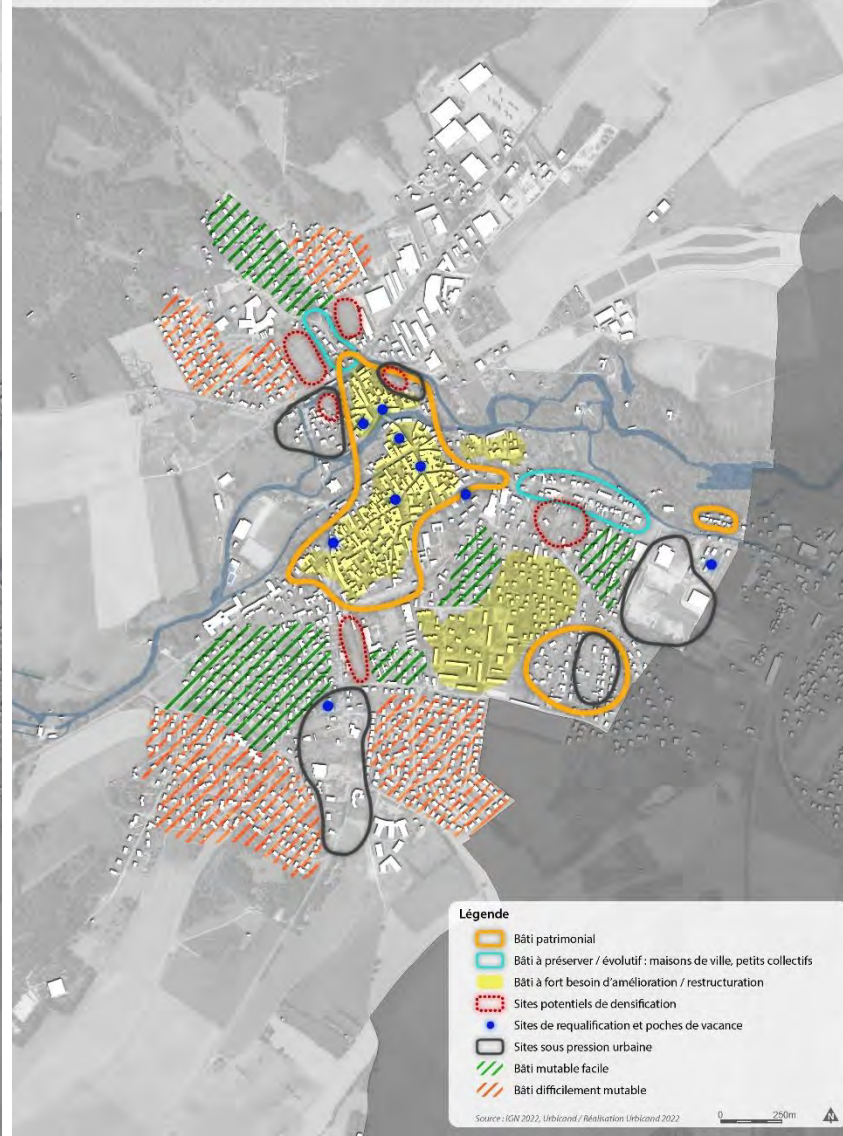 Légende
Bâti patrimonial
Bâti à préserver / évolutif : maisons de ville, petits collectifs
Bâti à fort besoin d'amélioration / restructuration
Sites potentiels de densification
Sites de requalification et poches de vacance
Sites sous pression urbaine
Bâti mutable facile
Bâti difficilement mutable
Source : IGN 2022, Urbicand / Réalisation Urbicand 2022
0 250m
N